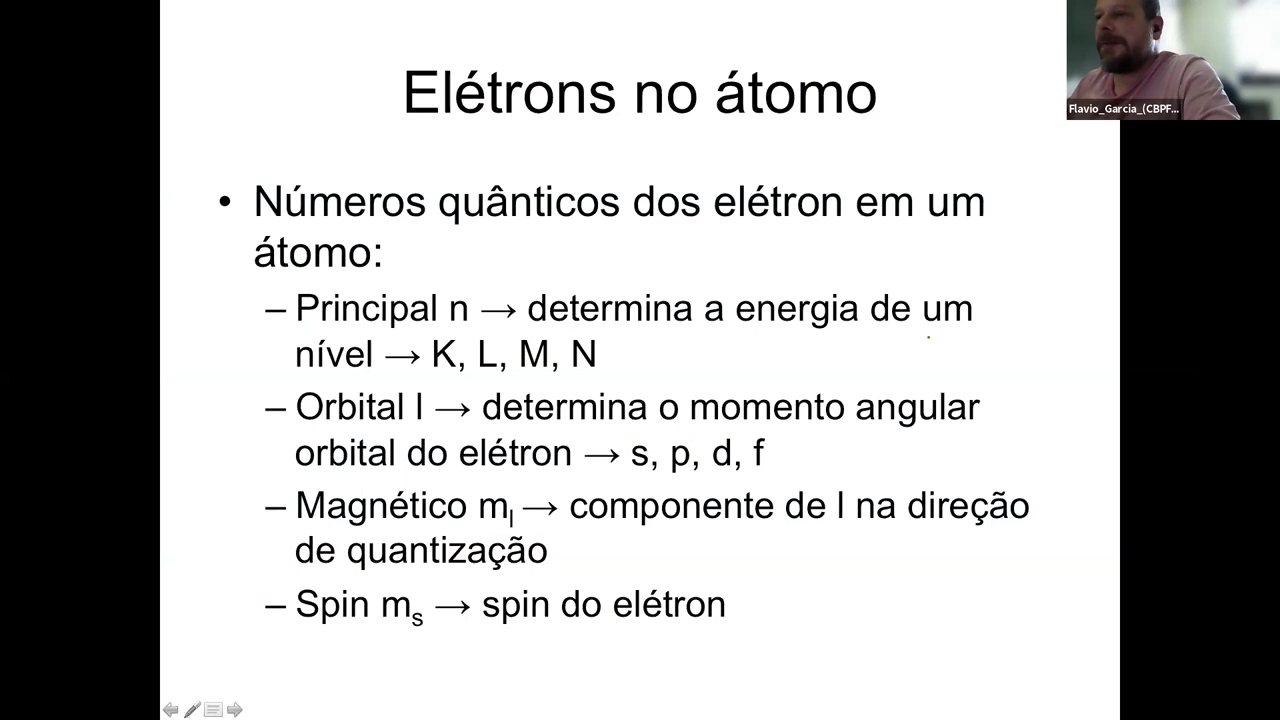 Elétrons no átomo
Flavio_Garcia_(CBPF...
• Números quânticos dos elétron em um
átomo:
– Principal n → determina a energia de um
nível → K, L, M, N
– Orbital l → determina o momento angular
orbital do elétron → s, p, d, f
– Magnético ml → componente de l na direção
de quantização
– Spin ms → spin do elétron